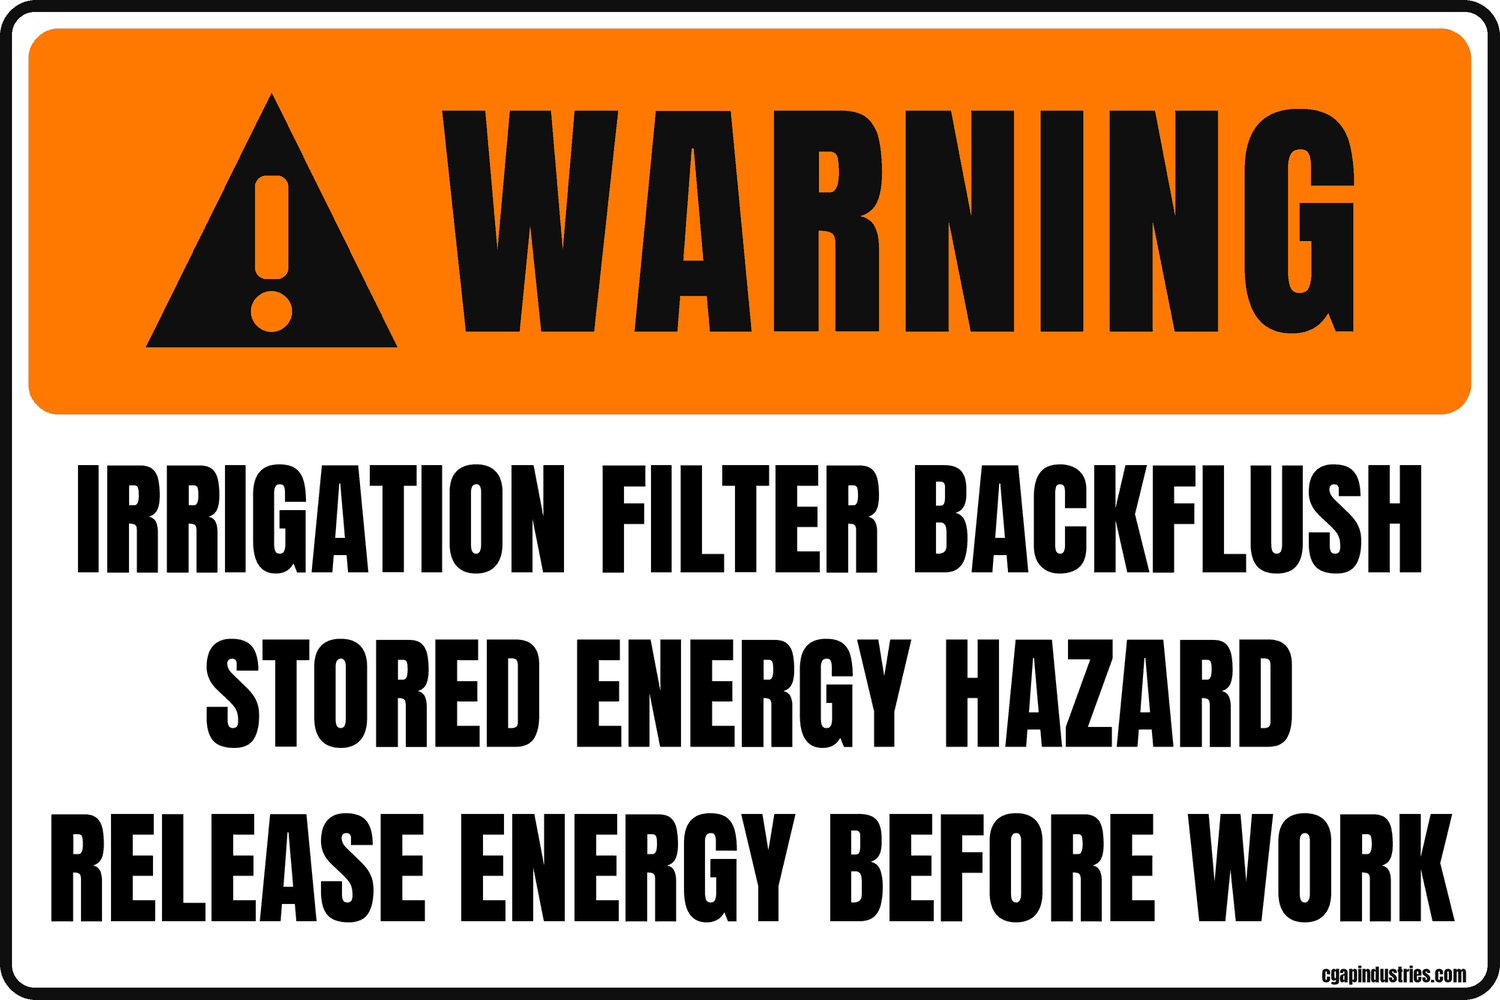 WARNING
IRRIGATION FILTER BACKFLUSH
STORED ENERGY HAZARD
RELEASE ENERGY BEFORE WORK
cgapindustries.com